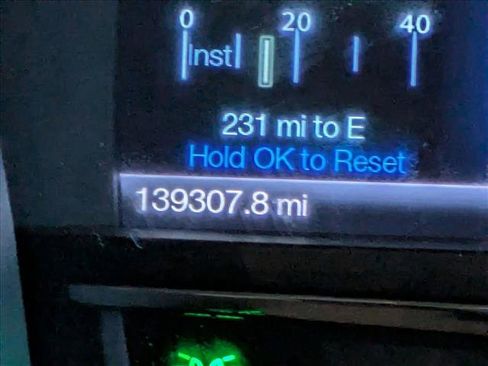 0 20 40
Inst
231 mi to E
Hold OK to Reset
139307.8 mi